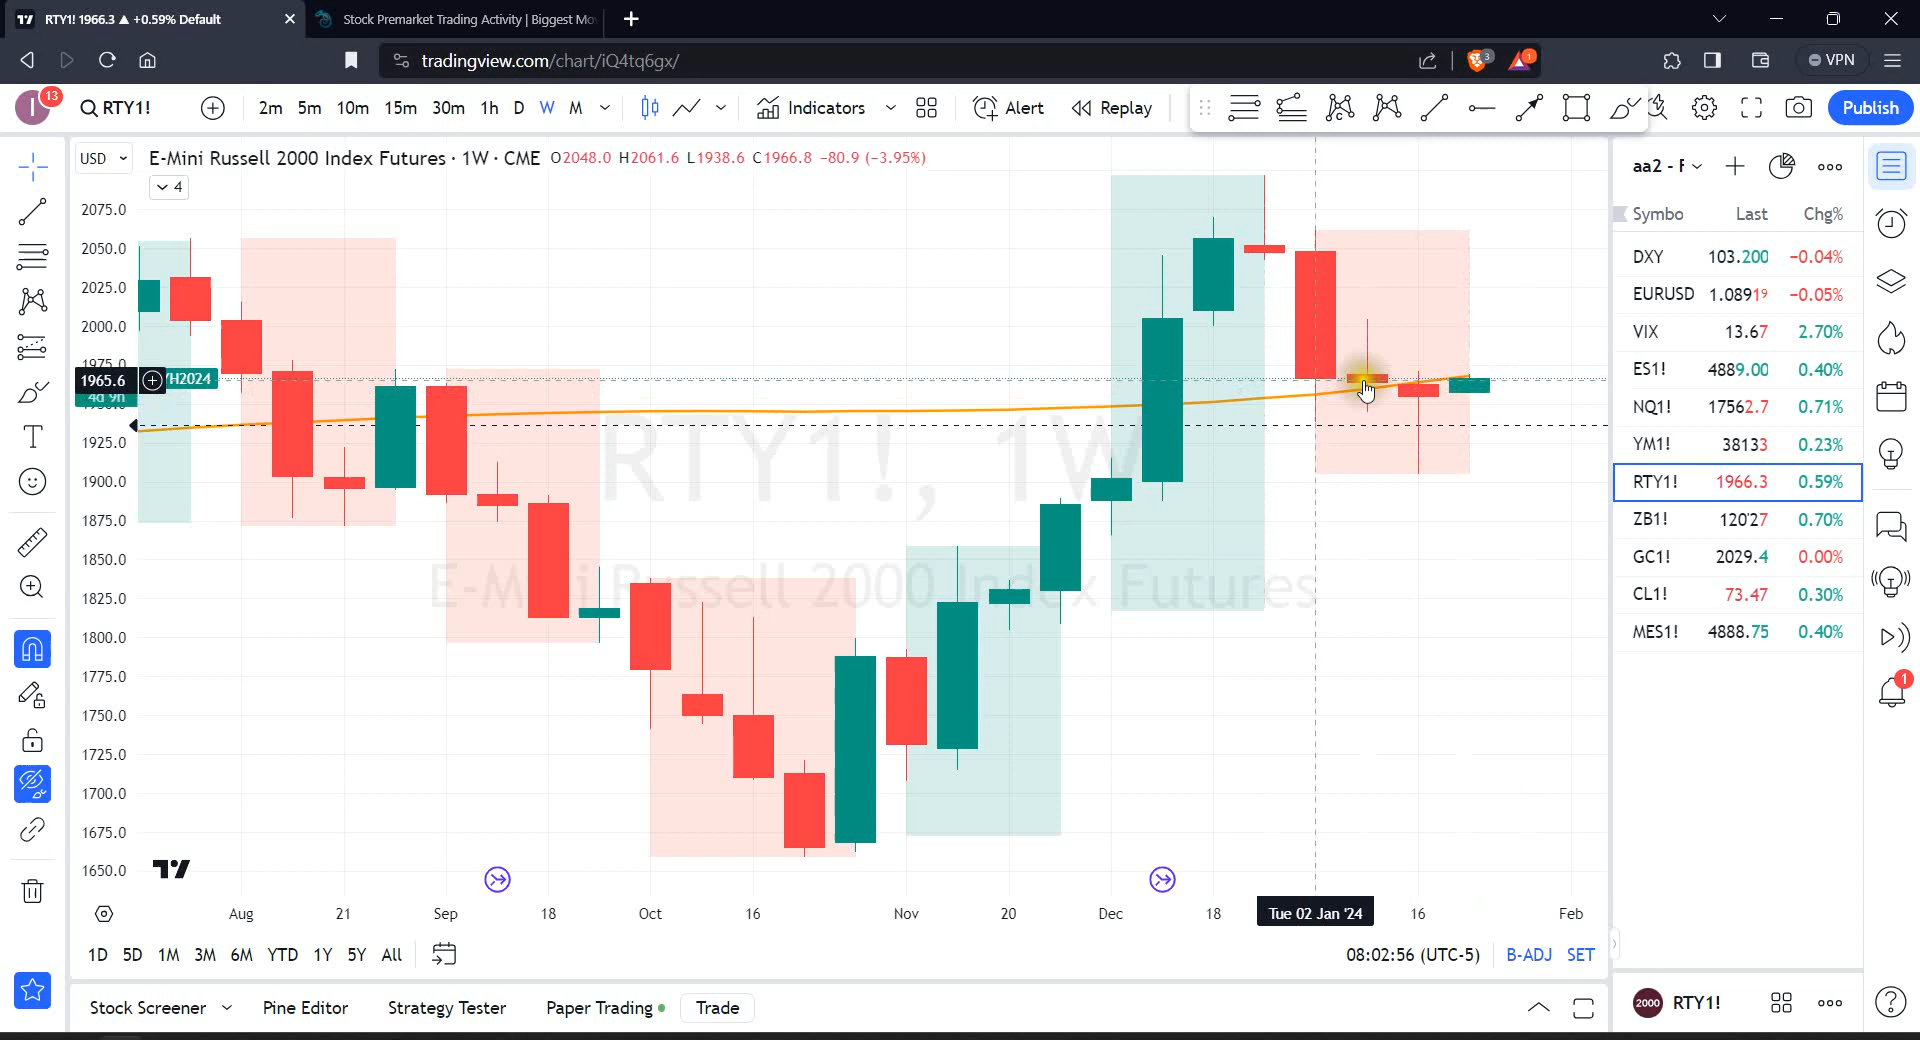 RTY1! 1966.3 ▲ +0.59% Default
Stock Premarket Trading Activity | Biggest Mo
tradingview.com/chart/iQ4tq6gx/
3
1
VPN
I
13
RTY1!
2m 5m 10m 15m 30m 1h D W M
Indicators
Alert
Replay
Publish
USD
E-Mini Russell 2000 Index Futures · 1W · CME O2048.0 H2061.6 L1938.6 C1966.8 −80.9 (−3.95%)
4
2075.0
2050.0
2025.0
2000.0
1975.0
1965.6
H2024
4d 9h
1925.0
1900.0
1875.0
1850.0
1825.0
1800.0
1775.0
1750.0
1725.0
1700.0
1675.0
1650.0
RTY1!, 1W
E-Mini Russell 2000 Index Futures
Aug 21 Sep 18 Oct 16 Nov 20 Dec 18 Tue 02 Jan '24 16 Feb
1D 5D 1M 3M 6M YTD 1Y 5Y All
08:02:56 (UTC-5) B-ADJ SET
Stock Screener Pine Editor Strategy Tester Paper Trading Trade
aa2 - F
Symbo Last Chg%
DXY 103.200 −0.04%
EURUSD 1.08919 −0.05%
VIX 13.67 2.70%
ES1! 4889.00 0.40%
NQ1! 17562.7 0.71%
YM1! 38133 0.23%
RTY1! 1966.3 0.59%
ZB1! 120'27 0.70%
GC1! 2029.4 0.00%
CL1! 73.47 0.30%
MES1! 4888.75 0.40%
1
2000 RTY1!